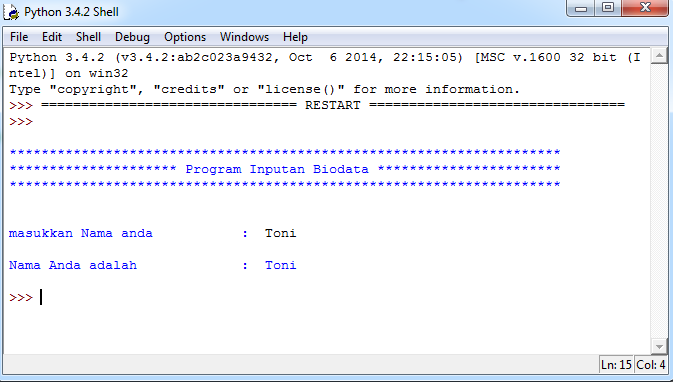 Python 3.4.2 Shell
File Edit Shell Debug Options Windows Help
Python 3.4.2 (v3.4.2:ab2c023a9432, Oct  6 2014, 22:15:05) [MSC v.1600 32 bit (I
ntel)] on win32
Type "copyright", "credits" or "license()" for more information.
>>> ================================ RESTART ================================
>>>
*********************************************************************
********************* Program Inputan Biodata ***********************
*********************************************************************
masukkan Nama anda           :  Toni
Nama Anda adalah             :  Toni
>>>
Ln: 15 Col: 4